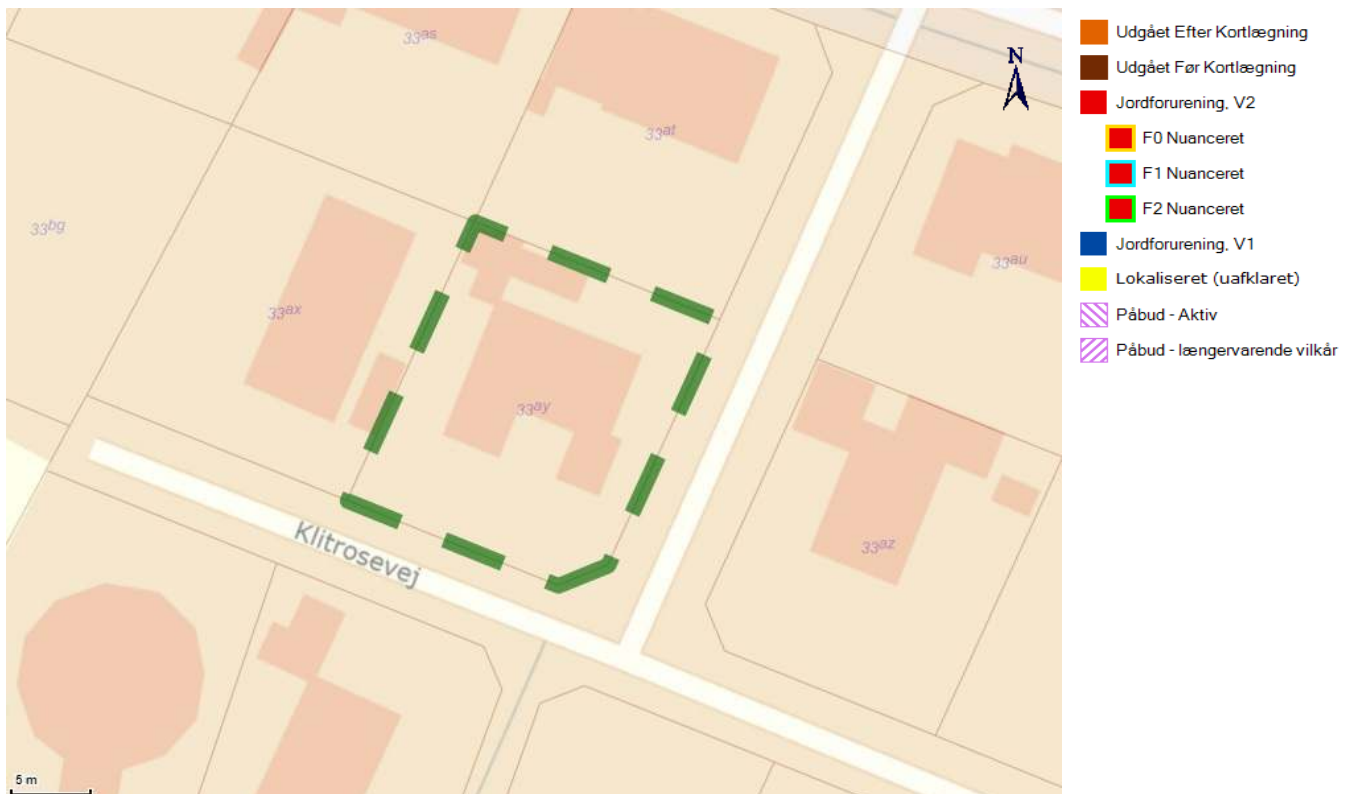 33as
33at
N
33bg
33au
33ax
33ay
33az
Klitrosevej
5 m
Udgået Efter Kortlægning
Udgået Før Kortlægning
Jordforurening, V2
F0 Nuanceret
F1 Nuanceret
F2 Nuanceret
Jordforurening, V1
Lokaliseret (uafklaret)
Påbud - Aktiv
Påbud - længervarende vilkår